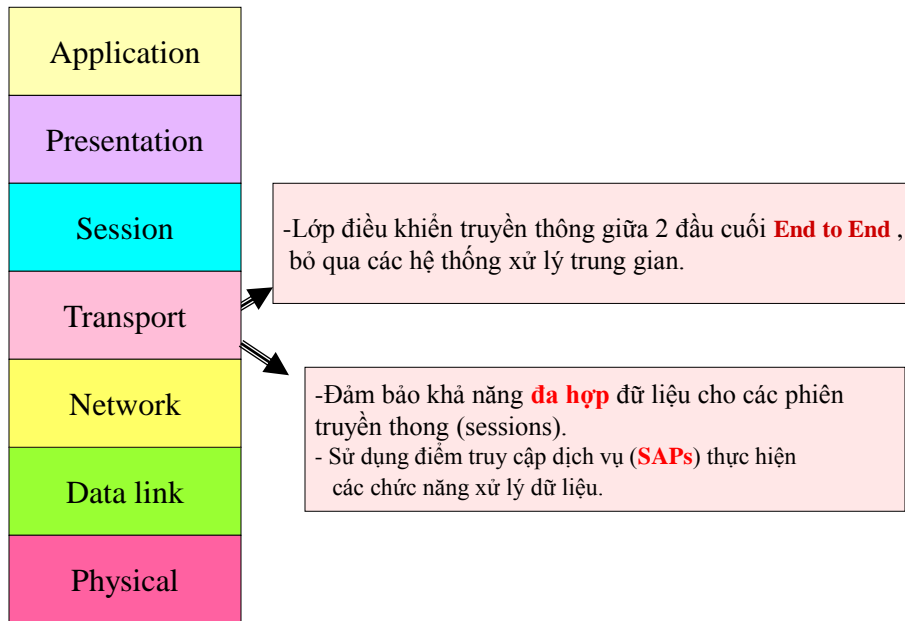 Application
Presentation
Session
Transport
Network
Data link
Physical
-Lớp điều khiển truyền thông giữa 2 đầu cuối End to End ,
bỏ qua các hệ thống xử lý trung gian.
-Đảm bảo khả năng đa hợp đữ liệu cho các phiên
truyền thong (sessions).
- Sử dụng điểm truy cập dịch vụ (SAPs) thực hiện
các chức năng xử lý dữ liệu.